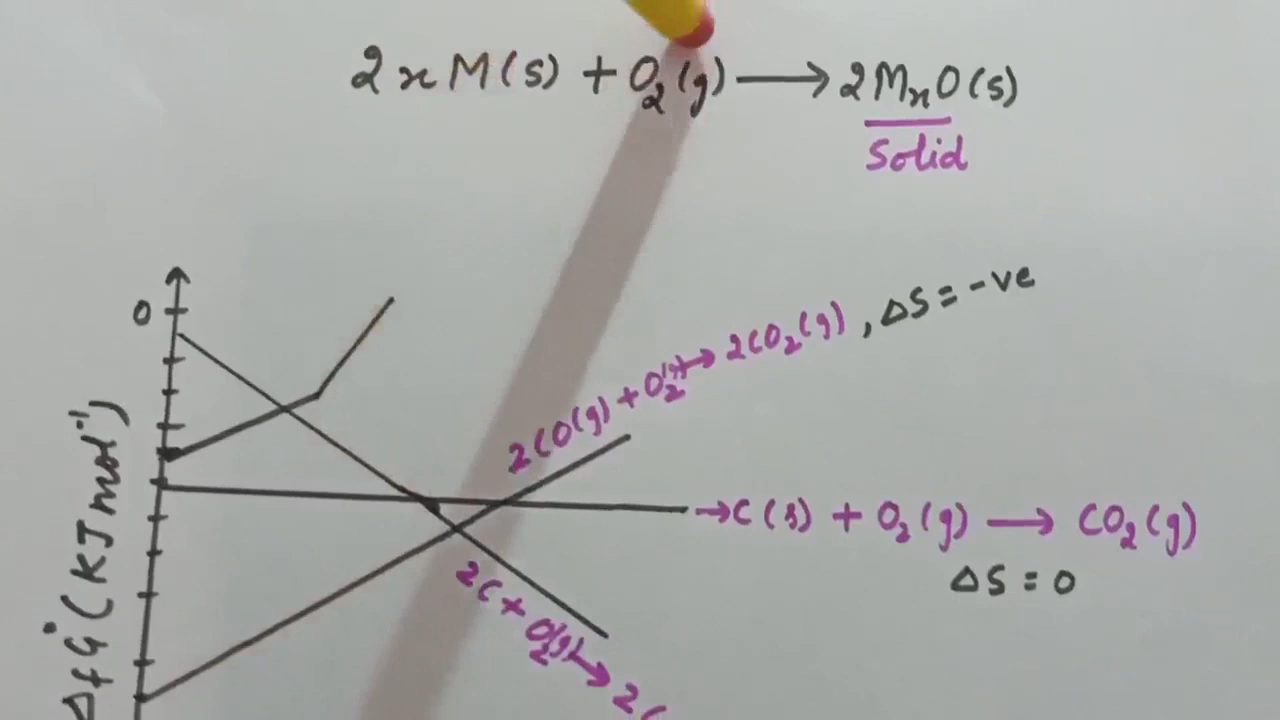 2xM(s) + O₂(g) ⟶ 2MₓO(s)
Solid
0
2CO(g) + O₂(g) → 2CO₂(g), ΔS = -ve
→ C(s) + O₂(g) ⟶ CO₂(g)
ΔS = 0
2C + O₂(g) → 2C
ΔfG° (KJ mol⁻¹)